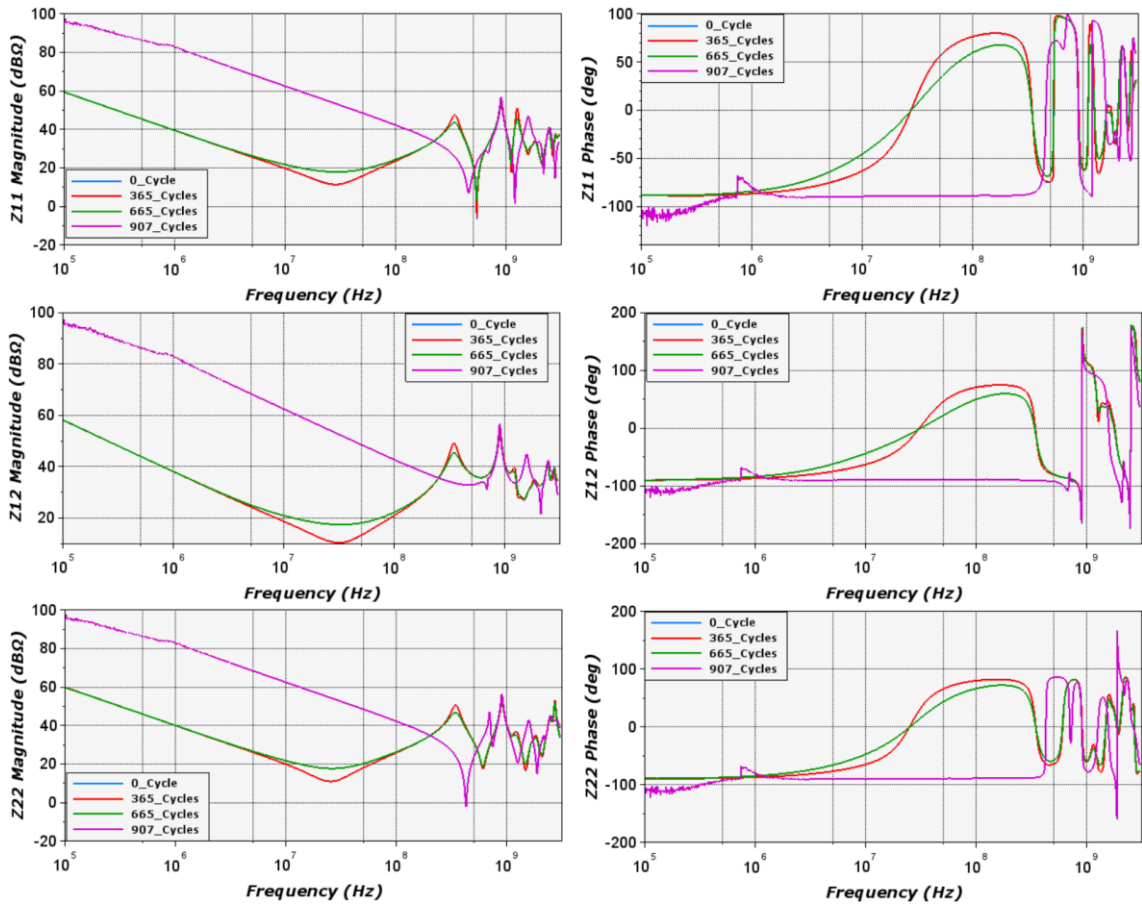 Z11 Magnitude (dBΩ)
100
80
60
40
20
0
-20
0_Cycle
365_Cycles
665_Cycles
907_Cycles
10^5 10^6 10^7 10^8 10^9
Frequency (Hz)
Z11 Phase (deg)
100
50
0
-50
-100
0_Cycle
365_Cycles
665_Cycles
907_Cycles
10^5 10^6 10^7 10^8 10^9
Frequency (Hz)
Z12 Magnitude (dBΩ)
100
80
60
40
20
0_Cycle
365_Cycles
665_Cycles
907_Cycles
10^5 10^6 10^7 10^8 10^9
Frequency (Hz)
Z12 Phase (deg)
200
100
0
-100
-200
0_Cycle
365_Cycles
665_Cycles
907_Cycles
10^5 10^6 10^7 10^8 10^9
Frequency (Hz)
Z22 Magnitude (dBΩ)
100
80
60
40
20
0
-20
0_Cycle
365_Cycles
665_Cycles
907_Cycles
10^5 10^6 10^7 10^8 10^9
Frequency (Hz)
Z22 Phase (deg)
200
100
0
-100
-200
0_Cycle
365_Cycles
665_Cycles
907_Cycles
10^5 10^6 10^7 10^8 10^9
Frequency (Hz)